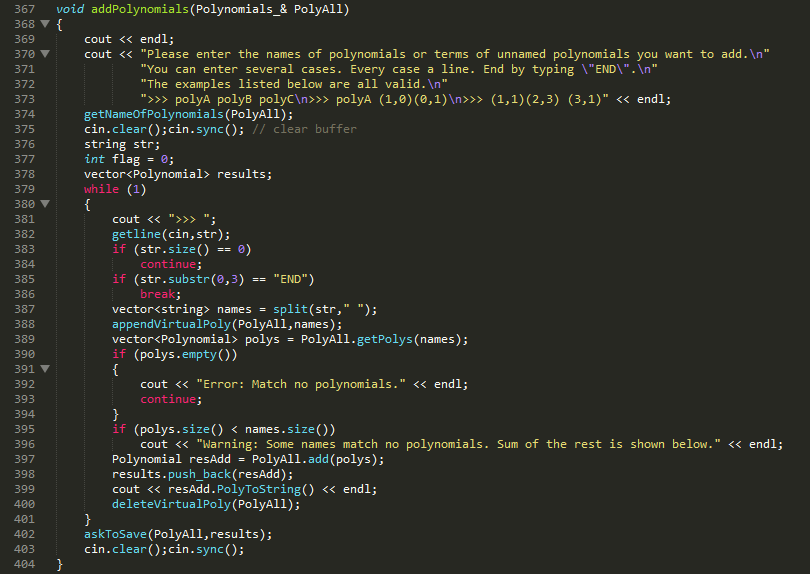 367 void addPolynomials(Polynomials_& PolyAll)
368 {
369     cout << endl;
370     cout << "Please enter the names of polynomials or terms of unnamed polynomials you want to add.\n"
371             "You can enter several cases. Every case a line. End by typing \"END\".\n"
372             "The examples listed below are all valid.\n"
373             ">>> polyA polyB polyC\n>>> polyA (1,0)(0,1)\n>>> (1,1)(2,3) (3,1)" << endl;
374     getNameOfPolynomials(PolyAll);
375     cin.clear();cin.sync(); // clear buffer
376     string str;
377     int flag = 0;
378     vector<Polynomial> results;
379     while (1)
380     {
381         cout << ">>> ";
382         getline(cin,str);
383         if (str.size() == 0)
384             continue;
385         if (str.substr(0,3) == "END")
386             break;
387         vector<string> names = split(str," ");
388         appendVirtualPoly(PolyAll,names);
389         vector<Polynomial> polys = PolyAll.getPolys(names);
390         if (polys.empty())
391         {
392             cout << "Error: Match no polynomials." << endl;
393             continue;
394         }
395         if (polys.size() < names.size())
396             cout << "Warning: Some names match no polynomials. Sum of the rest is shown below." << endl;
397         Polynomial resAdd = PolyAll.add(polys);
398         results.push_back(resAdd);
399         cout << resAdd.PolyToString() << endl;
400         deleteVirtualPoly(PolyAll);
401     }
402     askToSave(PolyAll,results);
403     cin.clear();cin.sync();
404 }